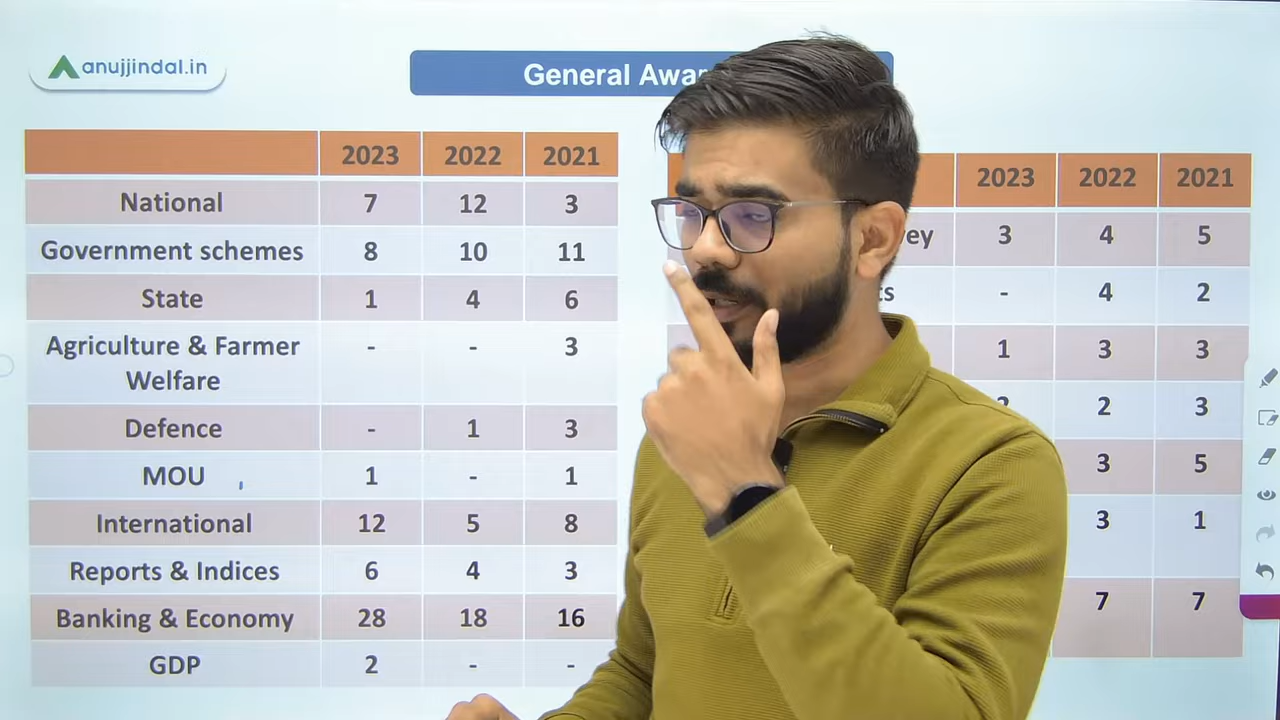 anujjindal.in
General Awar
2023 2022 2021
National 7 12 3
Government schemes 8 10 11
State 1 4 6
Agriculture & Farmer
Welfare - - 3
Defence - 1 3
MOU 1 - 1
International 12 5 8
Reports & Indices 6 4 3
Banking & Economy 28 18 16
GDP 2 - -
2023 2022 2021
vey 3 4 5
ts - 4 2
1 3 3
2 3
3 5
3 1
7 7